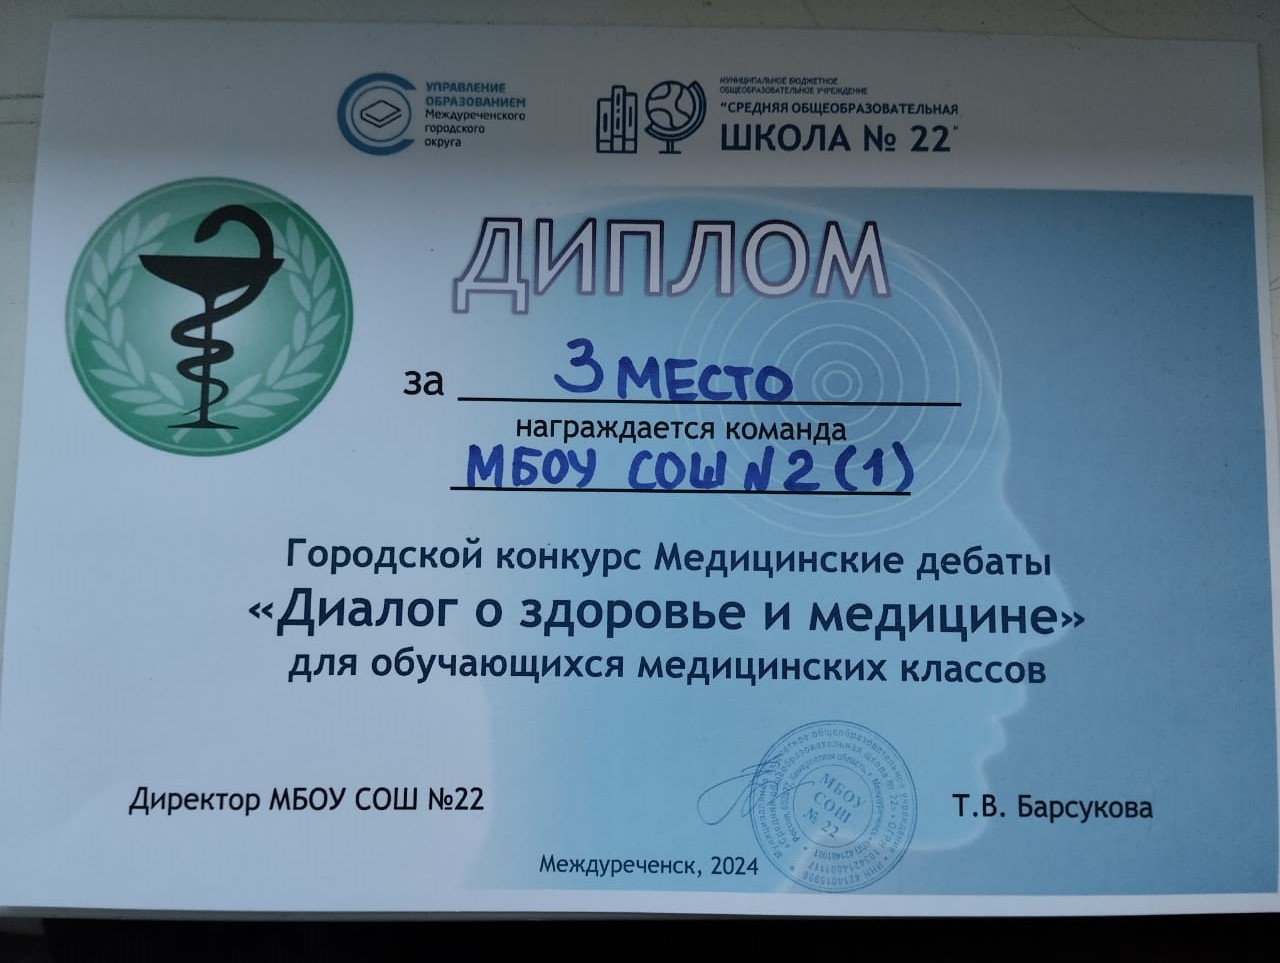 УПРАВЛЕНИЕ
ОБРАЗОВАНИЕМ
Междуреченского
городского
округа
МУНИЦИПАЛЬНОЕ БЮДЖЕТНОЕ
ОБЩЕОБРАЗОВАТЕЛЬНОЕ УЧРЕЖДЕНИЕ
"СРЕДНЯЯ ОБЩЕОБРАЗОВАТЕЛЬНАЯ
ШКОЛА № 22"
ДИПЛОМ
за 3 МЕСТО
награждается команда
МБОУ СОШ N2 (1)
Городской конкурс Медицинские дебаты
«Диалог о здоровье и медицине»
для обучающихся медицинских классов
Директор МБОУ СОШ №22
МБОУ
СОШ
№ 22
Т.В. Барсукова
Междуреченск, 2024